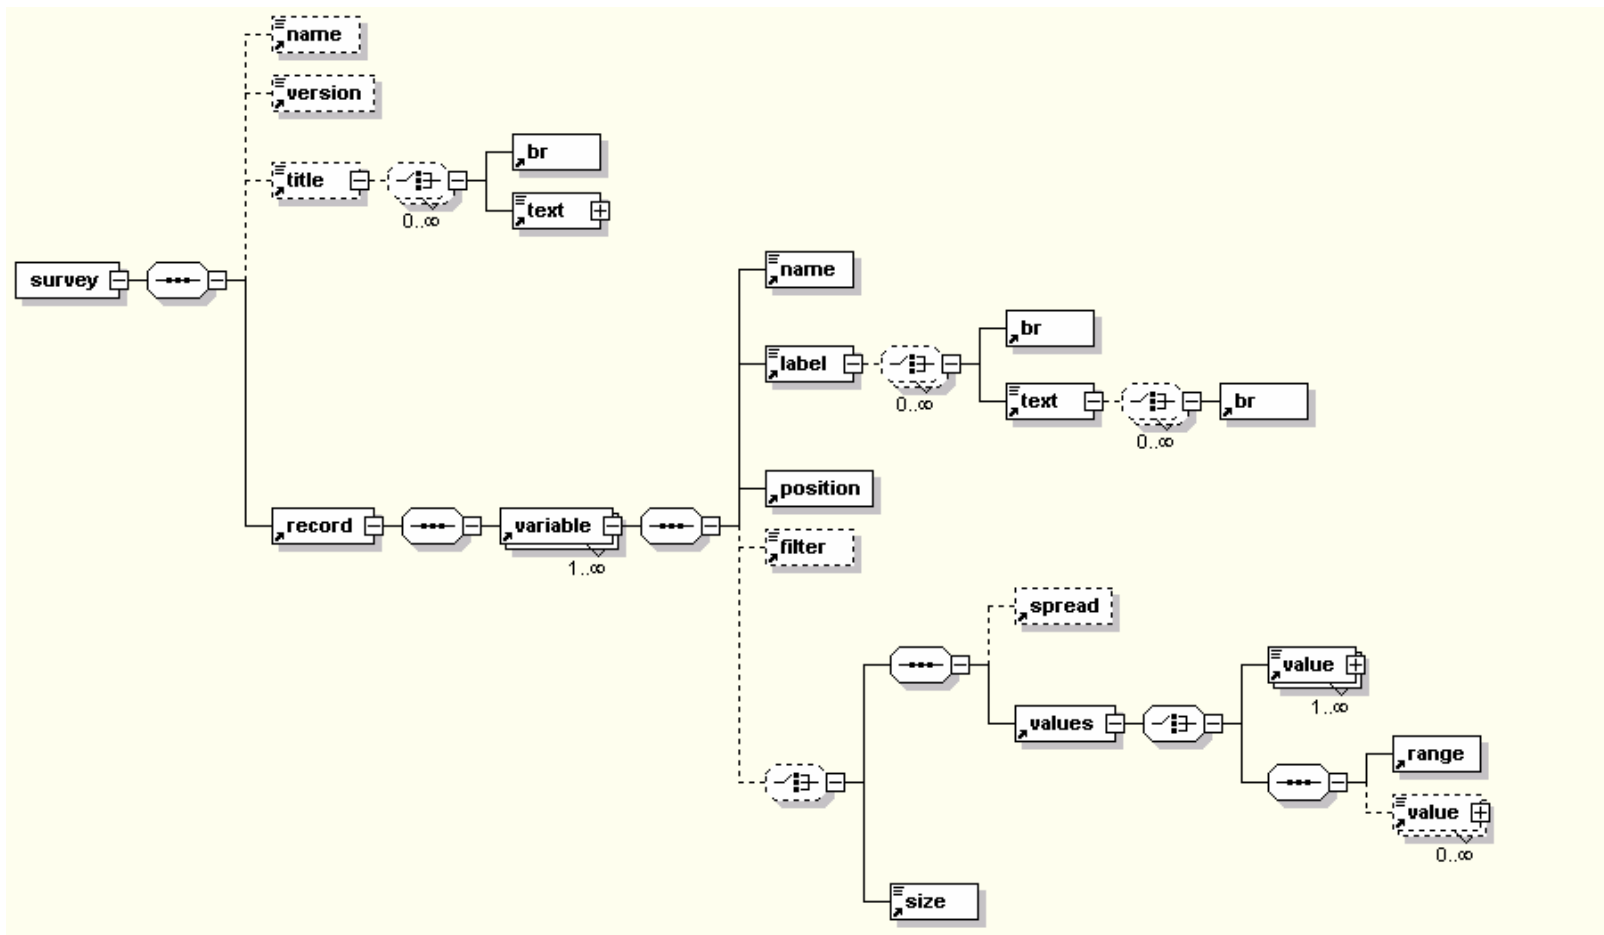 name
version
br
title
0..∞
text
survey
name
br
label
0..∞
text
br
0..∞
position
record
variable
1..∞
filter
spread
value
1..∞
values
range
value
0..∞
size